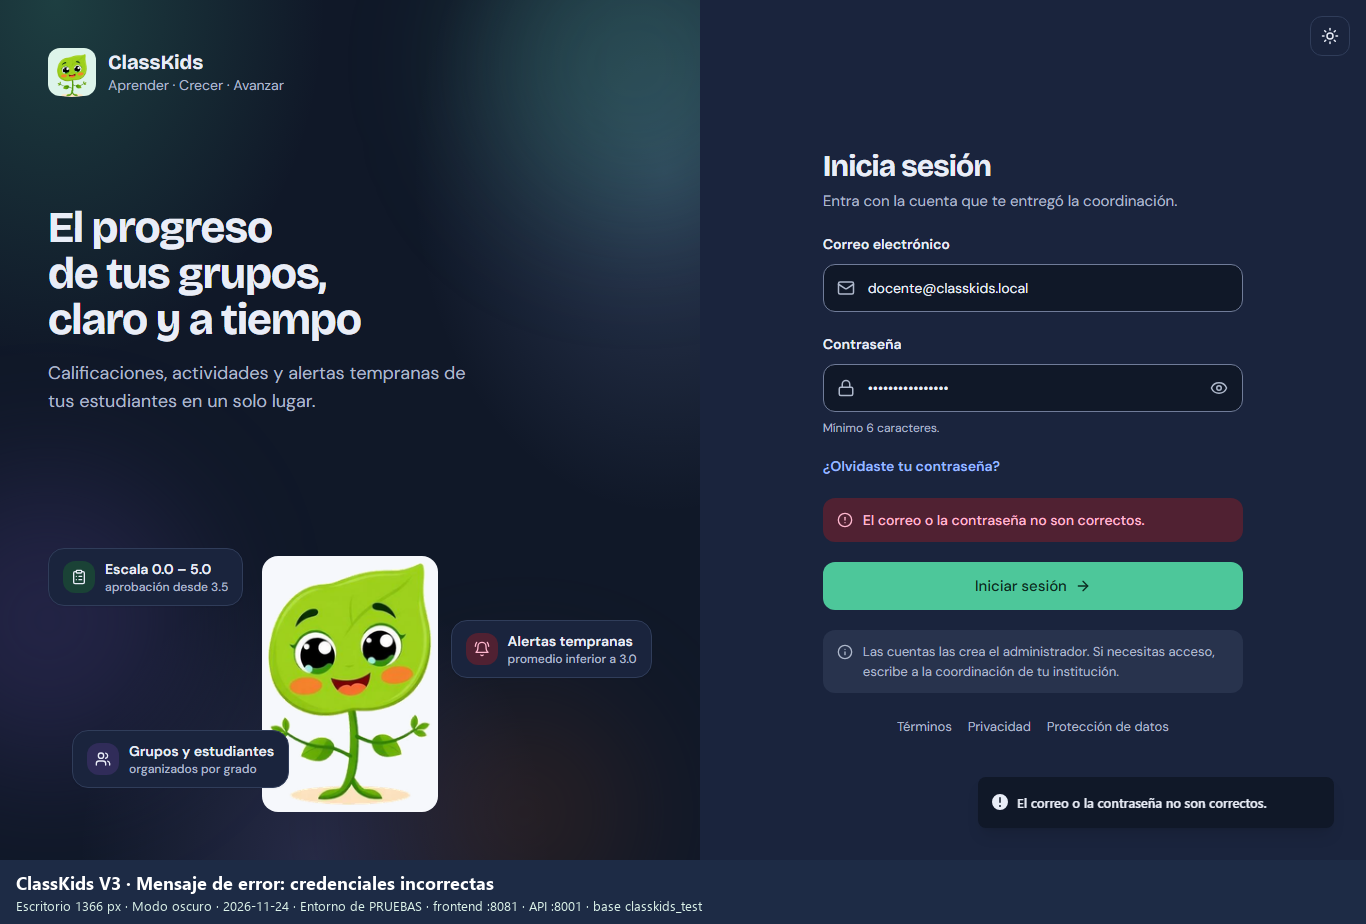 ClassKids
Aprender · Crecer · Avanzar
El progreso
de tus grupos,
claro y a tiempo
Calificaciones, actividades y alertas tempranas de
tus estudiantes en un solo lugar.
Escala 0.0 – 5.0
aprobación desde 3.5
Alertas tempranas
promedio inferior a 3.0
Grupos y estudiantes
organizados por grado
Inicia sesión
Entra con la cuenta que te entregó la coordinación.
Correo electrónico
docente@classkids.local
Contraseña
••••••••••••••••
Mínimo 6 caracteres.
¿Olvidaste tu contraseña?
El correo o la contraseña no son correctos.
Iniciar sesión →
Las cuentas las crea el administrador. Si necesitas acceso,
escribe a la coordinación de tu institución.
Términos Privacidad Protección de datos
El correo o la contraseña no son correctos.
ClassKids V3 · Mensaje de error: credenciales incorrectas
Escritorio 1366 px · Modo oscuro · 2026-11-24 · Entorno de PRUEBAS · frontend :8081 · API :8001 · base classkids_test